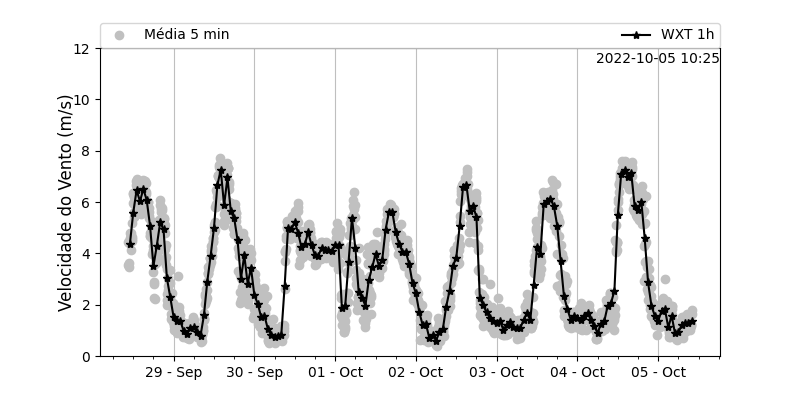 Média 5 min WXT 1h
2022-10-05 10:25
Velocidade do Vento (m/s)
12
10
8
6
4
2
0
29 - Sep 30 - Sep 01 - Oct 02 - Oct 03 - Oct 04 - Oct 05 - Oct